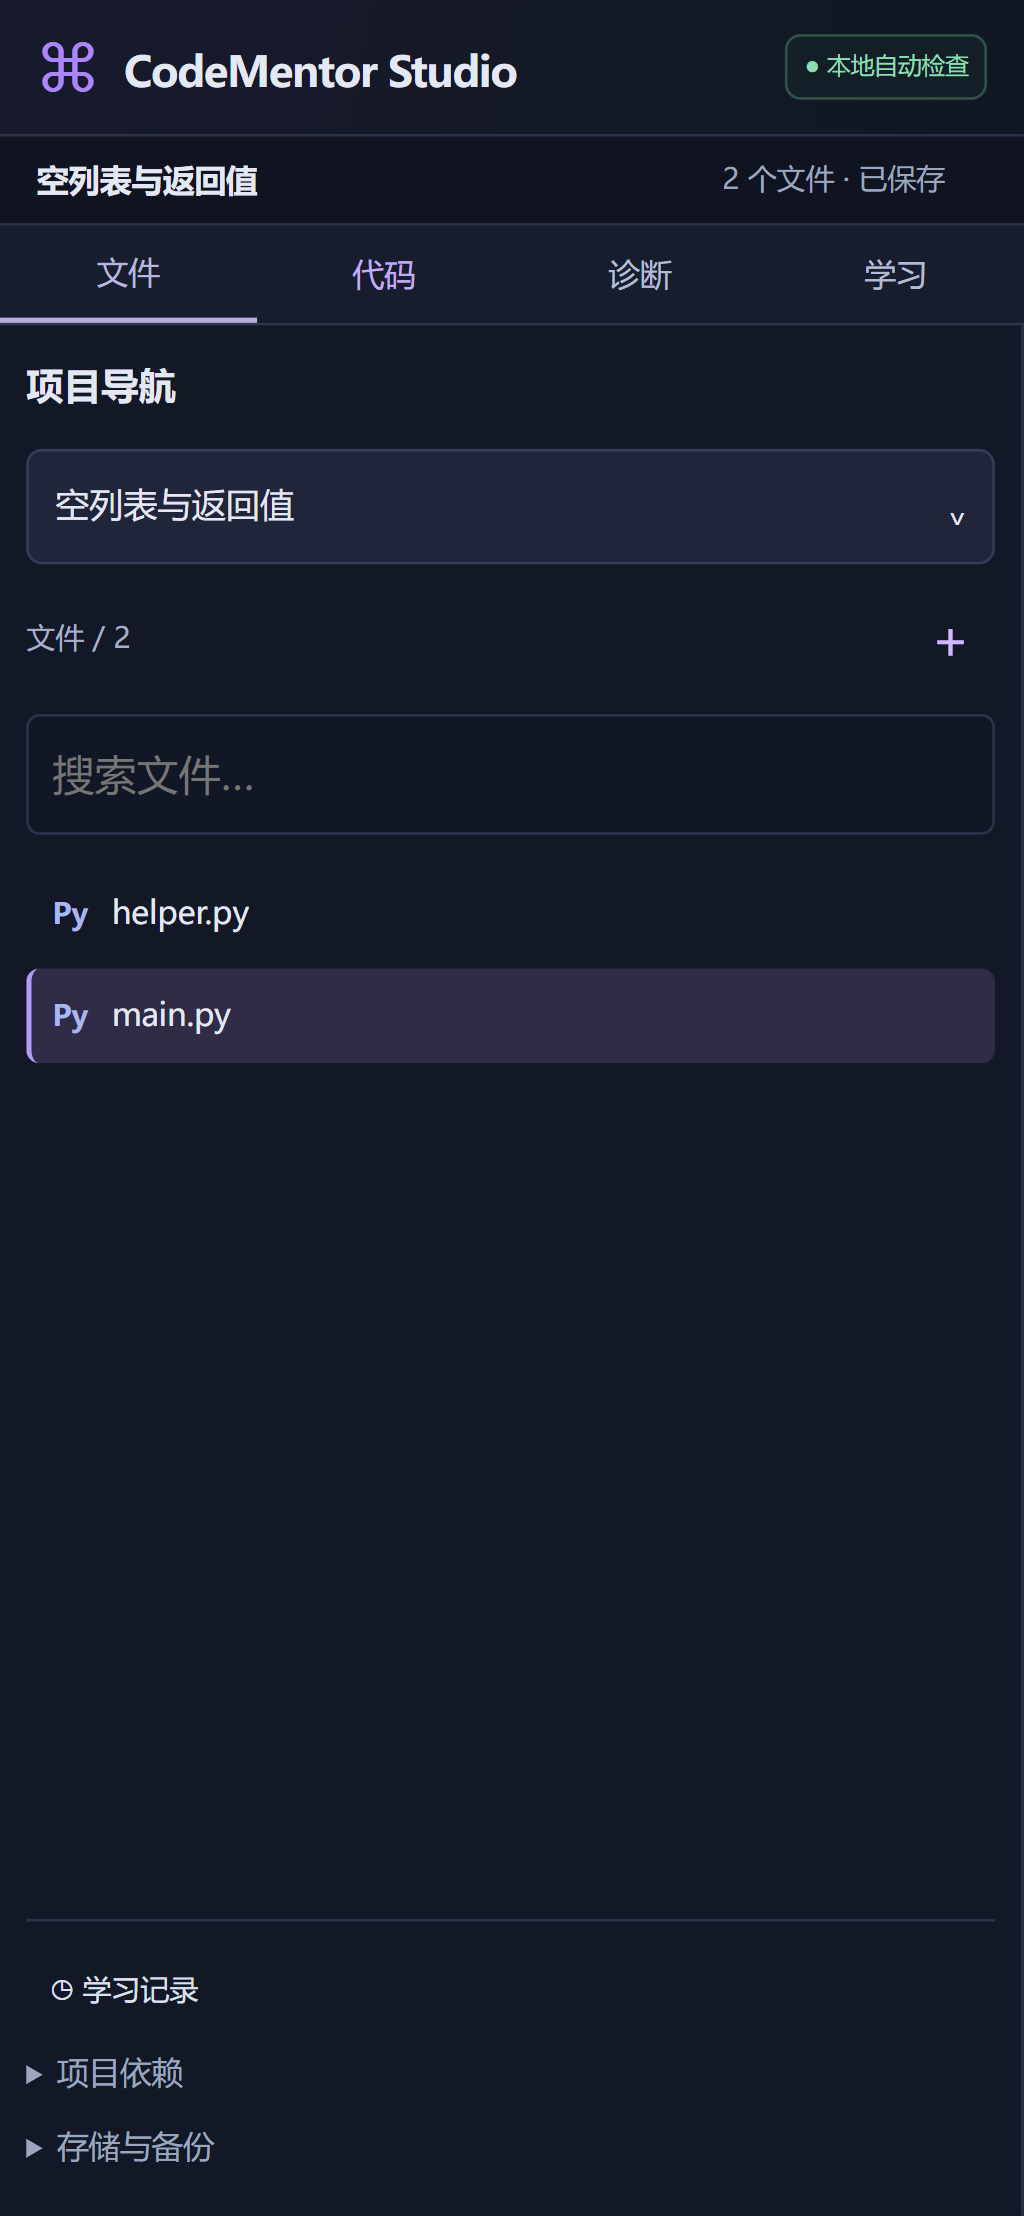 ⌘ CodeMentor Studio
● 本地自动检查
空列表与返回值
2 个文件 · 已保存
文件
代码
诊断
学习
项目导航
空列表与返回值
文件 / 2
+
搜索文件...
Py helper.py
Py main.py
◷ 学习记录
▶ 项目依赖
▶ 存储与备份